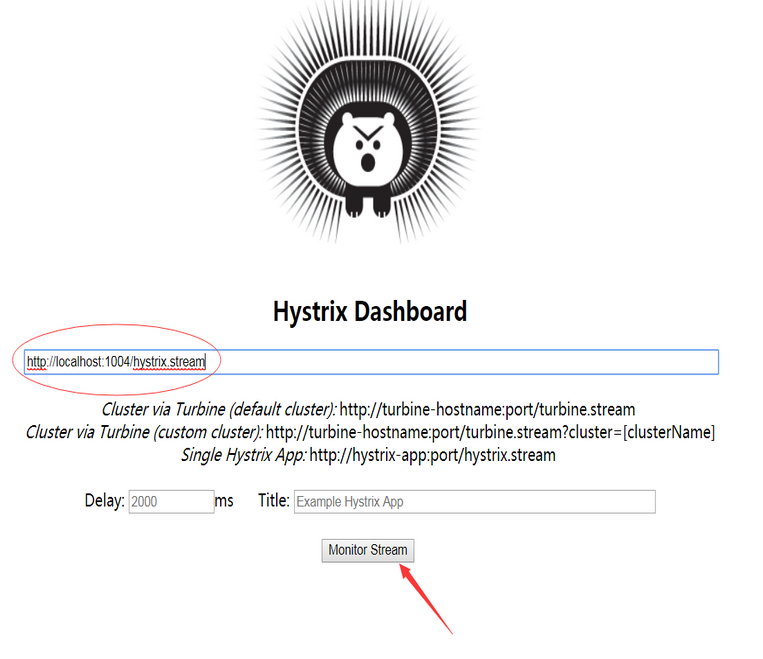 Hystrix Dashboard
http://localhost:1004/hystrix.stream
Cluster via Turbine (default cluster): http://turbine-hostname:port/turbine.stream
Cluster via Turbine (custom cluster): http://turbine-hostname:port/turbine.stream?cluster=[clusterName]
Single Hystrix App: http://hystrix-app:port/hystrix.stream
Delay: 2000 ms Title: Example Hystrix App
Monitor Stream